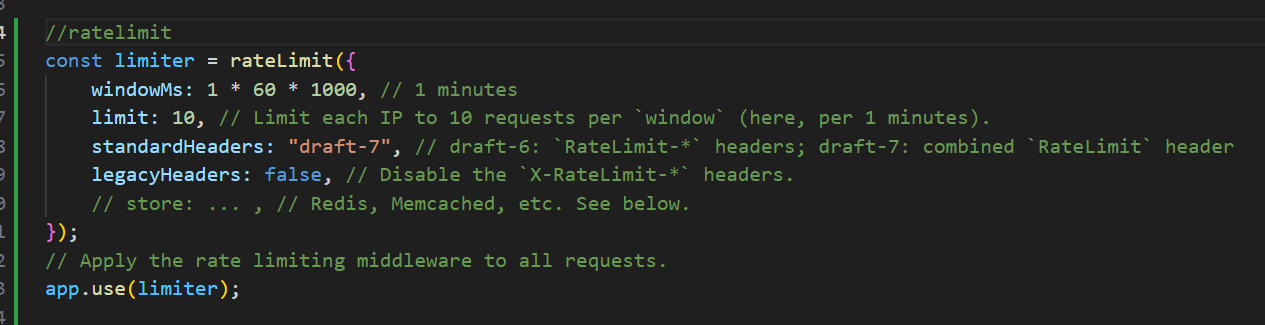 //ratelimit
const limiter = rateLimit({
windowMs: 1 * 60 * 1000, // 1 minutes
limit: 10, // Limit each IP to 10 requests per `window` (here, per 1 minutes).
standardHeaders: "draft-7", // draft-6: `RateLimit-*` headers; draft-7: combined `RateLimit` header
legacyHeaders: false, // Disable the `X-RateLimit-*` headers.
// store: ... , // Redis, Memcached, etc. See below.
});
// Apply the rate limiting middleware to all requests.
app.use(limiter);